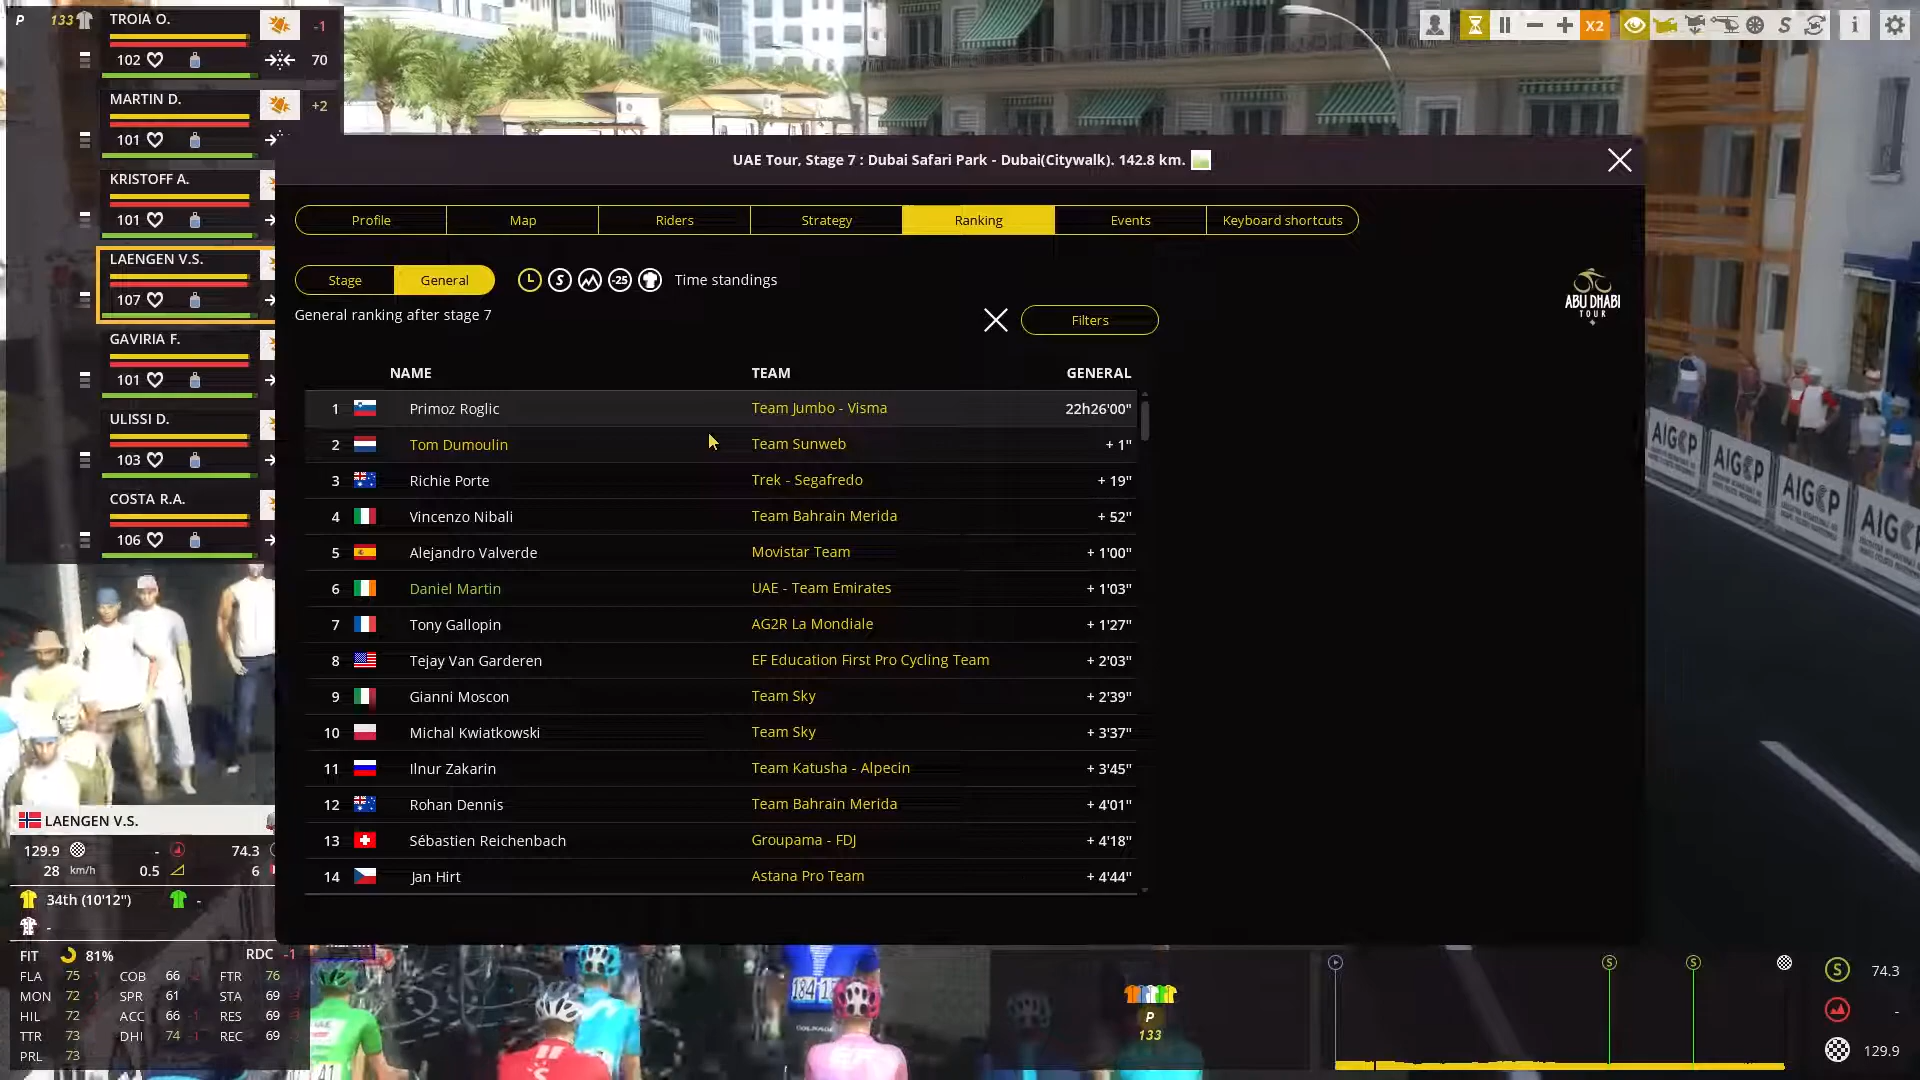 P 133 TROIA O. -1
102 70
MARTIN D. +2
101
KRISTOFF A.
101
LAENGEN V.S.
107
GAVIRIA F.
101
ULISSI D.
103
COSTA R.A.
106
X2 S i
UAE Tour, Stage 7 : Dubai Safari Park - Dubai(Citywalk). 142.8 km.
Profile Map Riders Strategy Ranking Events Keyboard shortcuts
Stage General S -25 Time standings
General ranking after stage 7
Filters
ABU DHABI
TOUR
NAME TEAM GENERAL
1 Primoz Roglic Team Jumbo - Visma 22h26'00"
2 Tom Dumoulin Team Sunweb + 1"
3 Richie Porte Trek - Segafredo + 19"
4 Vincenzo Nibali Team Bahrain Merida + 52"
5 Alejandro Valverde Movistar Team + 1'00"
6 Daniel Martin UAE - Team Emirates + 1'03"
7 Tony Gallopin AG2R La Mondiale + 1'27"
8 Tejay Van Garderen EF Education First Pro Cycling Team + 2'03"
9 Gianni Moscon Team Sky + 2'39"
10 Michal Kwiatkowski Team Sky + 3'37"
11 Ilnur Zakarin Team Katusha - Alpecin + 3'45"
12 Rohan Dennis Team Bahrain Merida + 4'01"
13 Sébastien Reichenbach Groupama - FDJ + 4'18"
14 Jan Hirt Astana Pro Team + 4'44"
AIGCP AIGCP AIGCP AIGC
LAENGEN V.S.
129.9 - 74.3
28 km/h 0.5 6
34th (10'12") -
-
FIT 81% RDC -1
FLA 75 COB 66 FTR 76
MON 72 -1 SPR 61 STA 69
HIL 72 ACC 66 -1 RES 69
TTR 73 DHI 74 -1 REC 69
PRL 73
184
41
P
133
S S
S 74.3
-
129.9